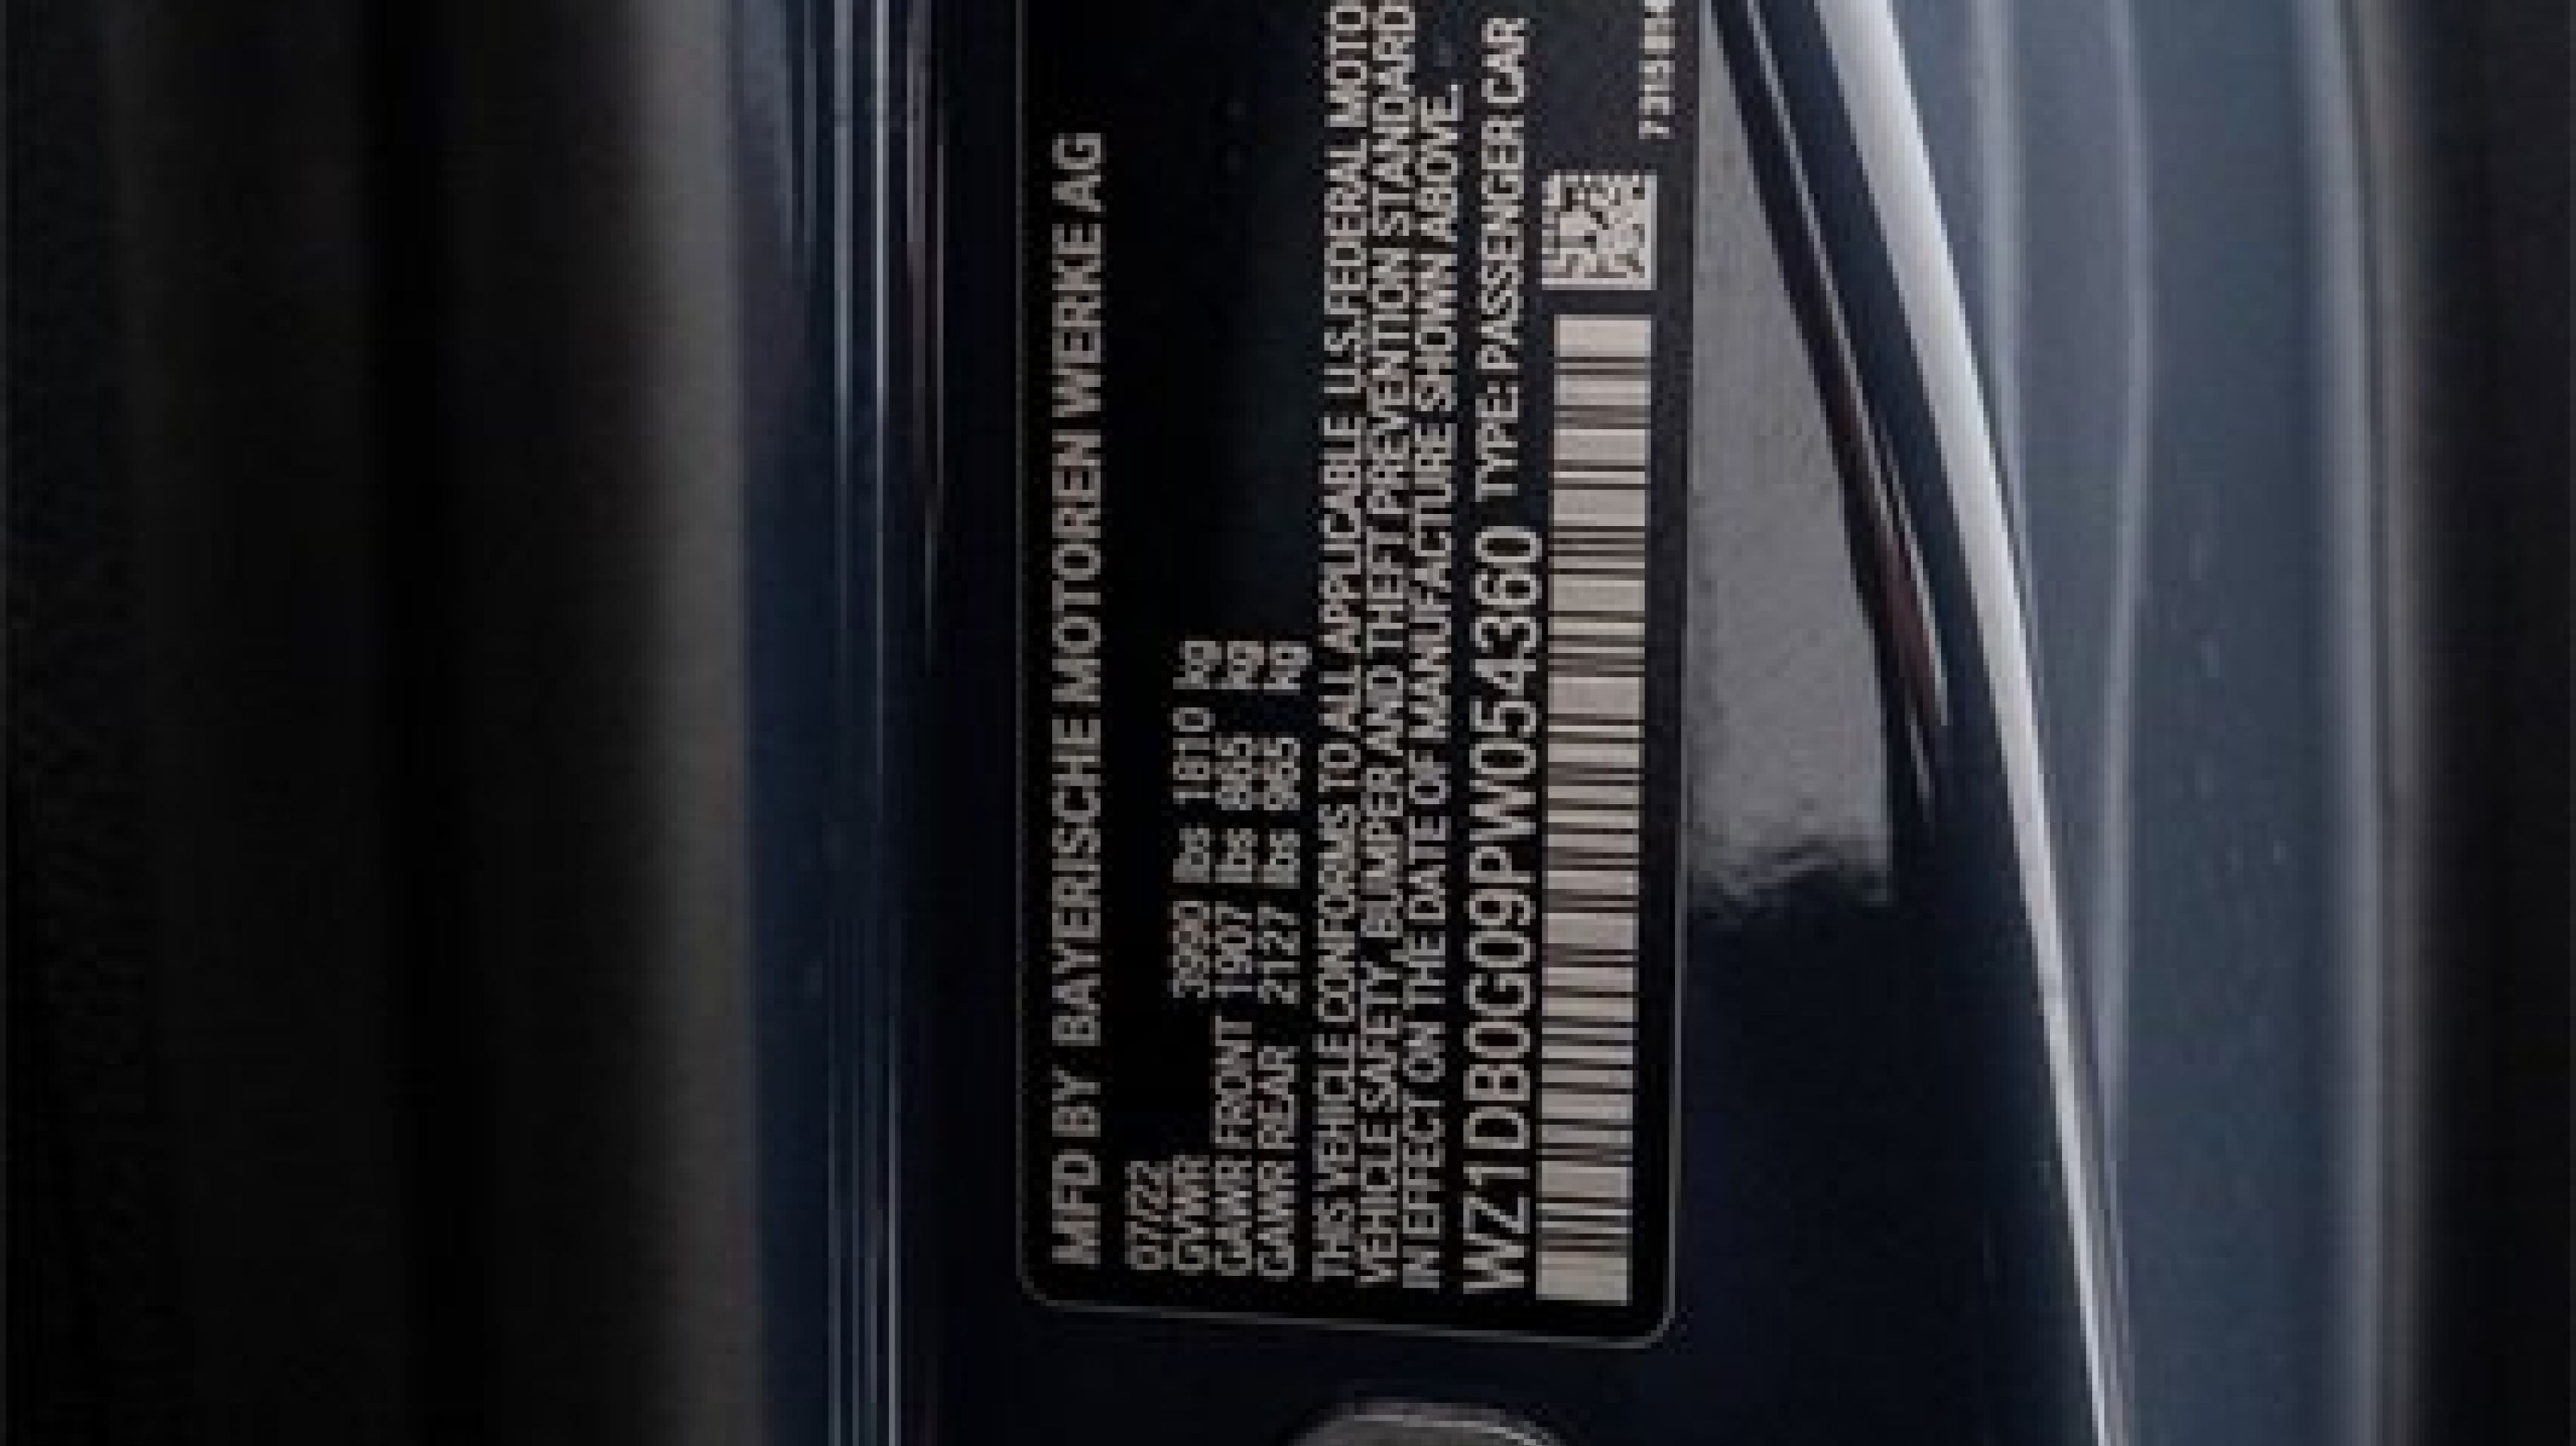 MFD BY BAYERISCHE MOTOREN WERKE AG
07/22
GVWR 3990 lbs 1810 kg
GAWR FRONT 1907 lbs 865 kg
GAWR REAR 2127 lbs 965 kg
THIS VEHICLE CONFORMS TO ALL APPLICABLE U.S.FEDERAL MOTO
VEHICLE SAFETY, BUMPER AND THEFT PREVENTION STANDARD
IN EFFECT ON THE DATE OF MANUFACTURE SHOWN ABOVE.
WZ1DB0G09PW054360 TYPE: PASSENGER CAR